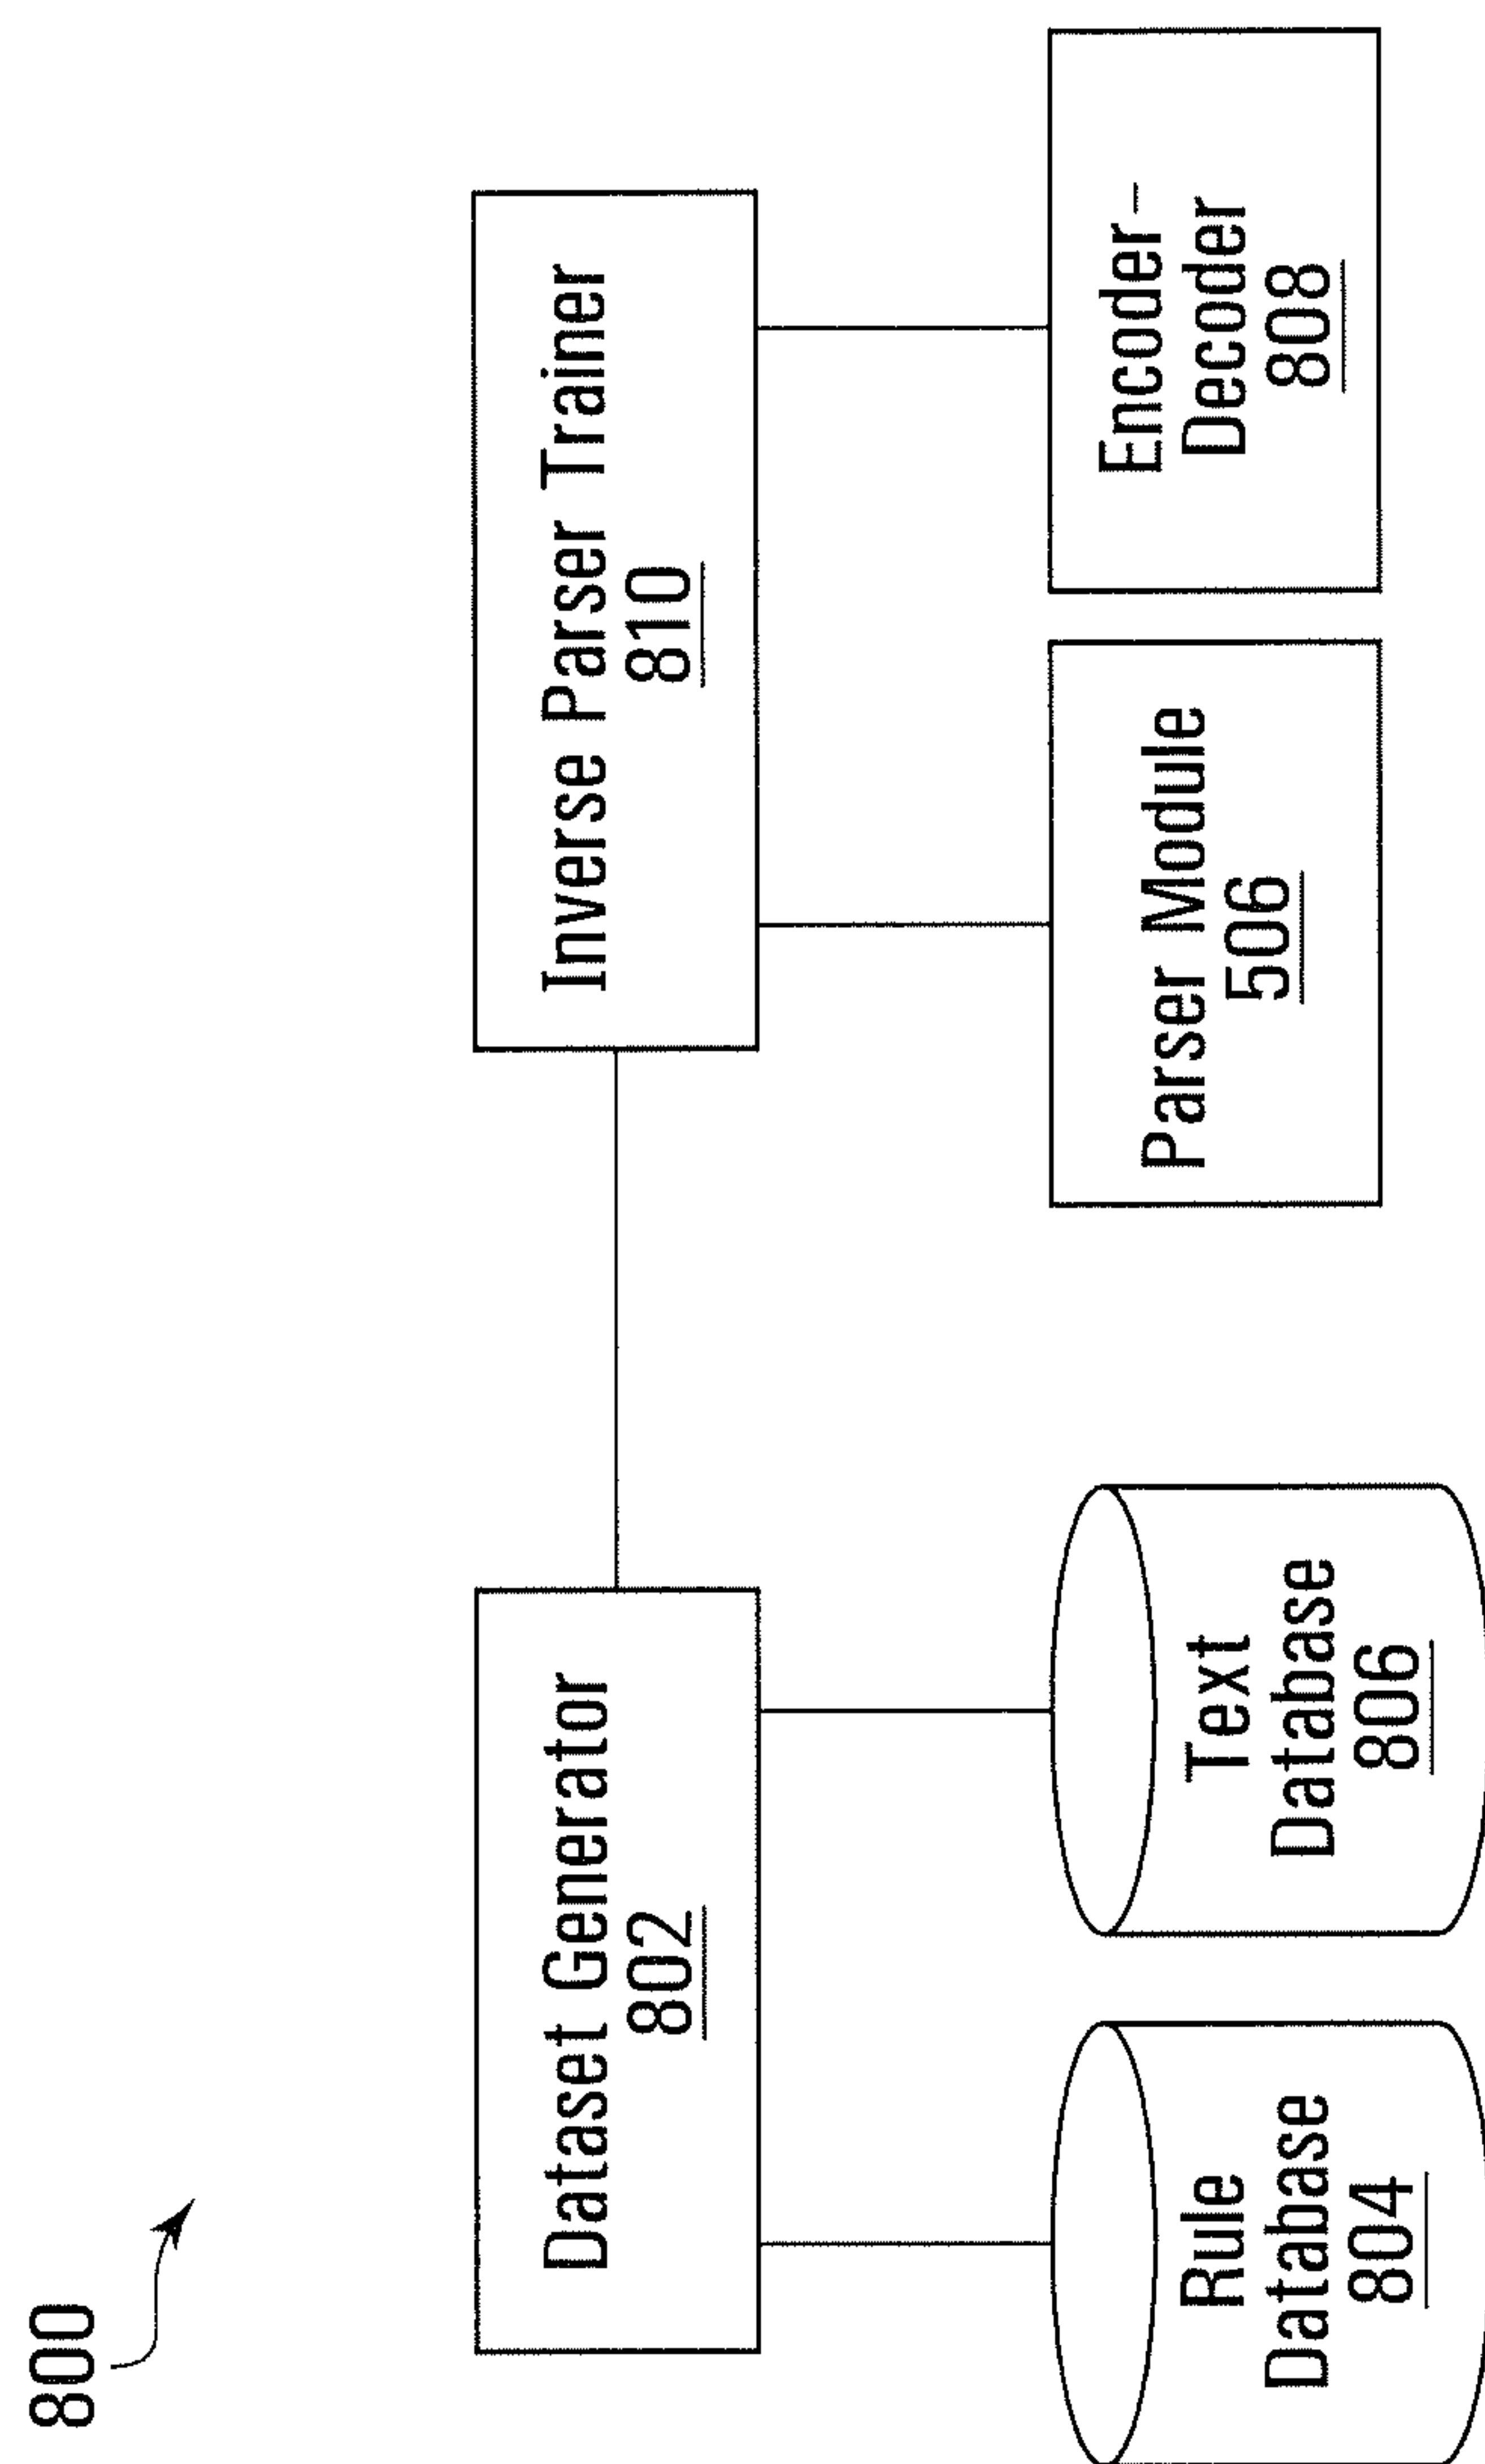 800
Dataset Generator
802
Inverse Parser Trainer
810
Rule
Database
804
Text
Database
806
Parser Module
506
Encoder–
Decoder
808